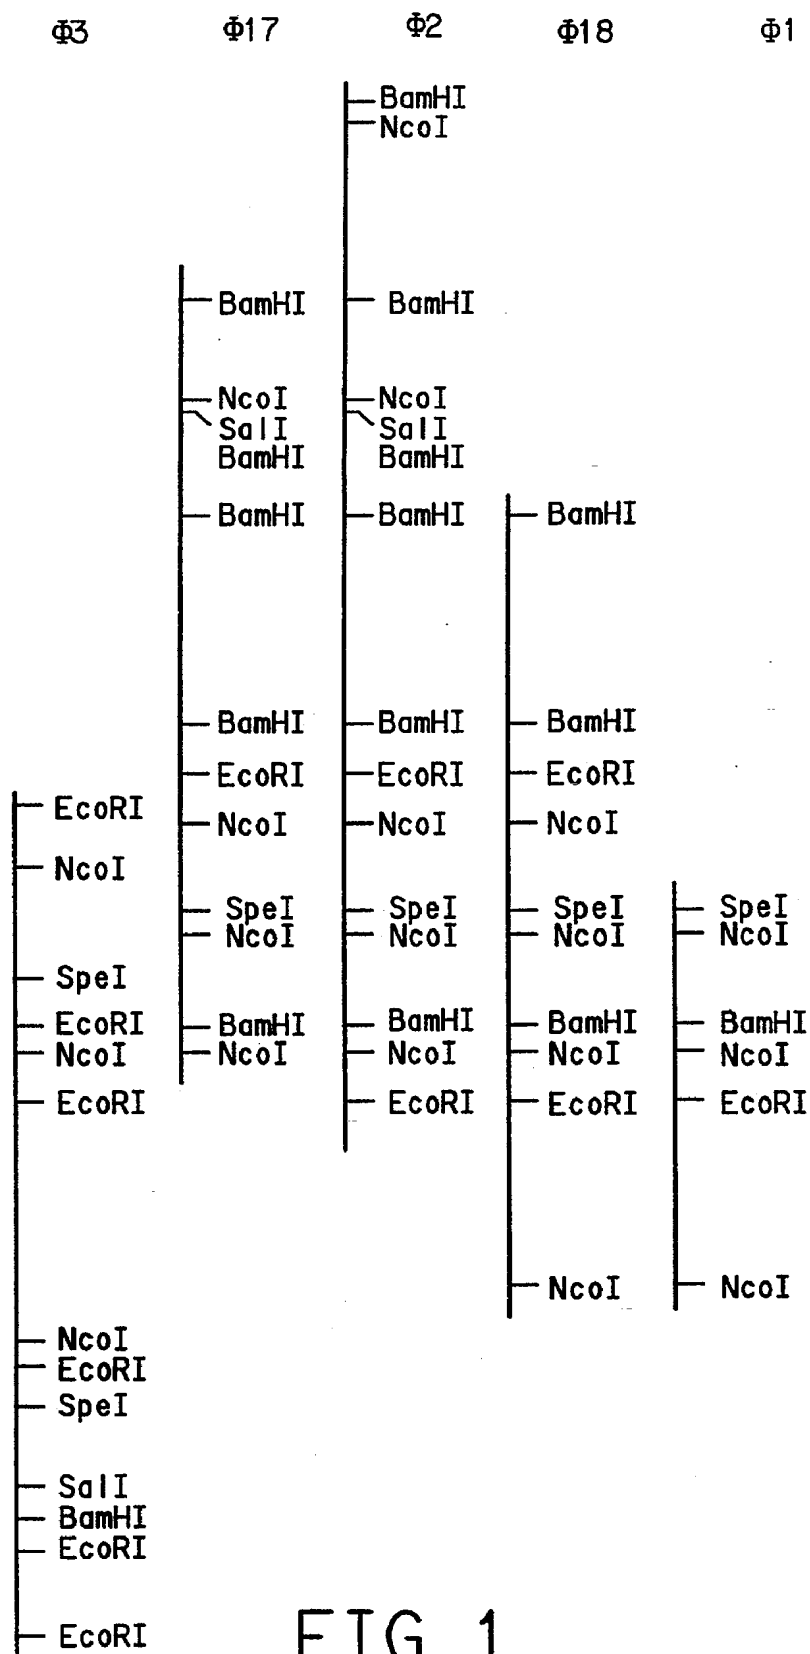 Φ3 Φ17 Φ2 Φ18 Φ1
BamHI
NcoI
BamHI BamHI
NcoI NcoI
SalI SalI
BamHI BamHI
BamHI BamHI BamHI
BamHI BamHI BamHI
EcoRI EcoRI EcoRI
EcoRI
NcoI NcoI NcoI
NcoI
SpeI SpeI SpeI SpeI
NcoI NcoI NcoI NcoI
SpeI
EcoRI BamHI BamHI BamHI BamHI
NcoI NcoI NcoI NcoI NcoI
EcoRI EcoRI EcoRI EcoRI
NcoI NcoI
NcoI
EcoRI
SpeI
SalI
BamHI
EcoRI
EcoRI
FIG. 1